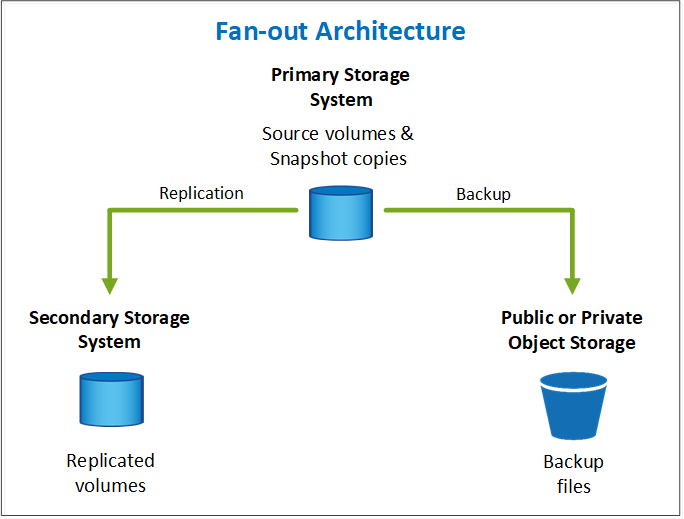 Fan-out Architecture
Primary Storage
System
Source volumes &
Snapshot copies
Replication
Backup
Secondary Storage
System
Replicated
volumes
Public or Private
Object Storage
Backup
files